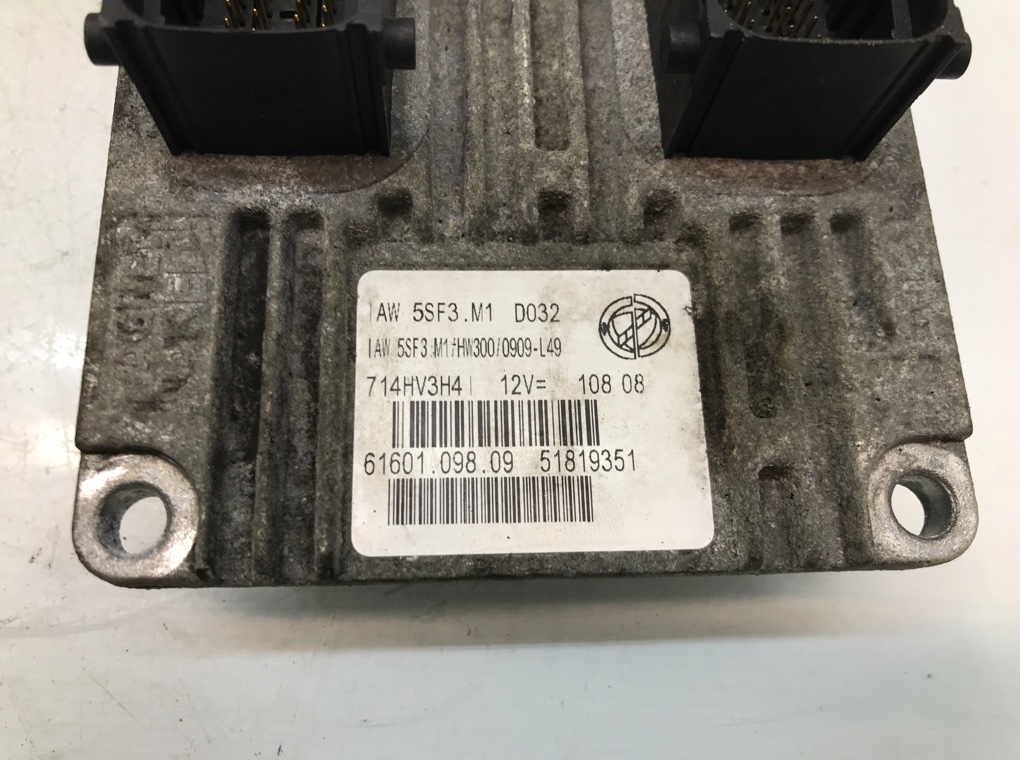 IAW 5SF3.M1 D032
IAW 5SF3.M1/HW300/0909-L49
714HV3H4 12V= 108 08
61601.098.09 51819351